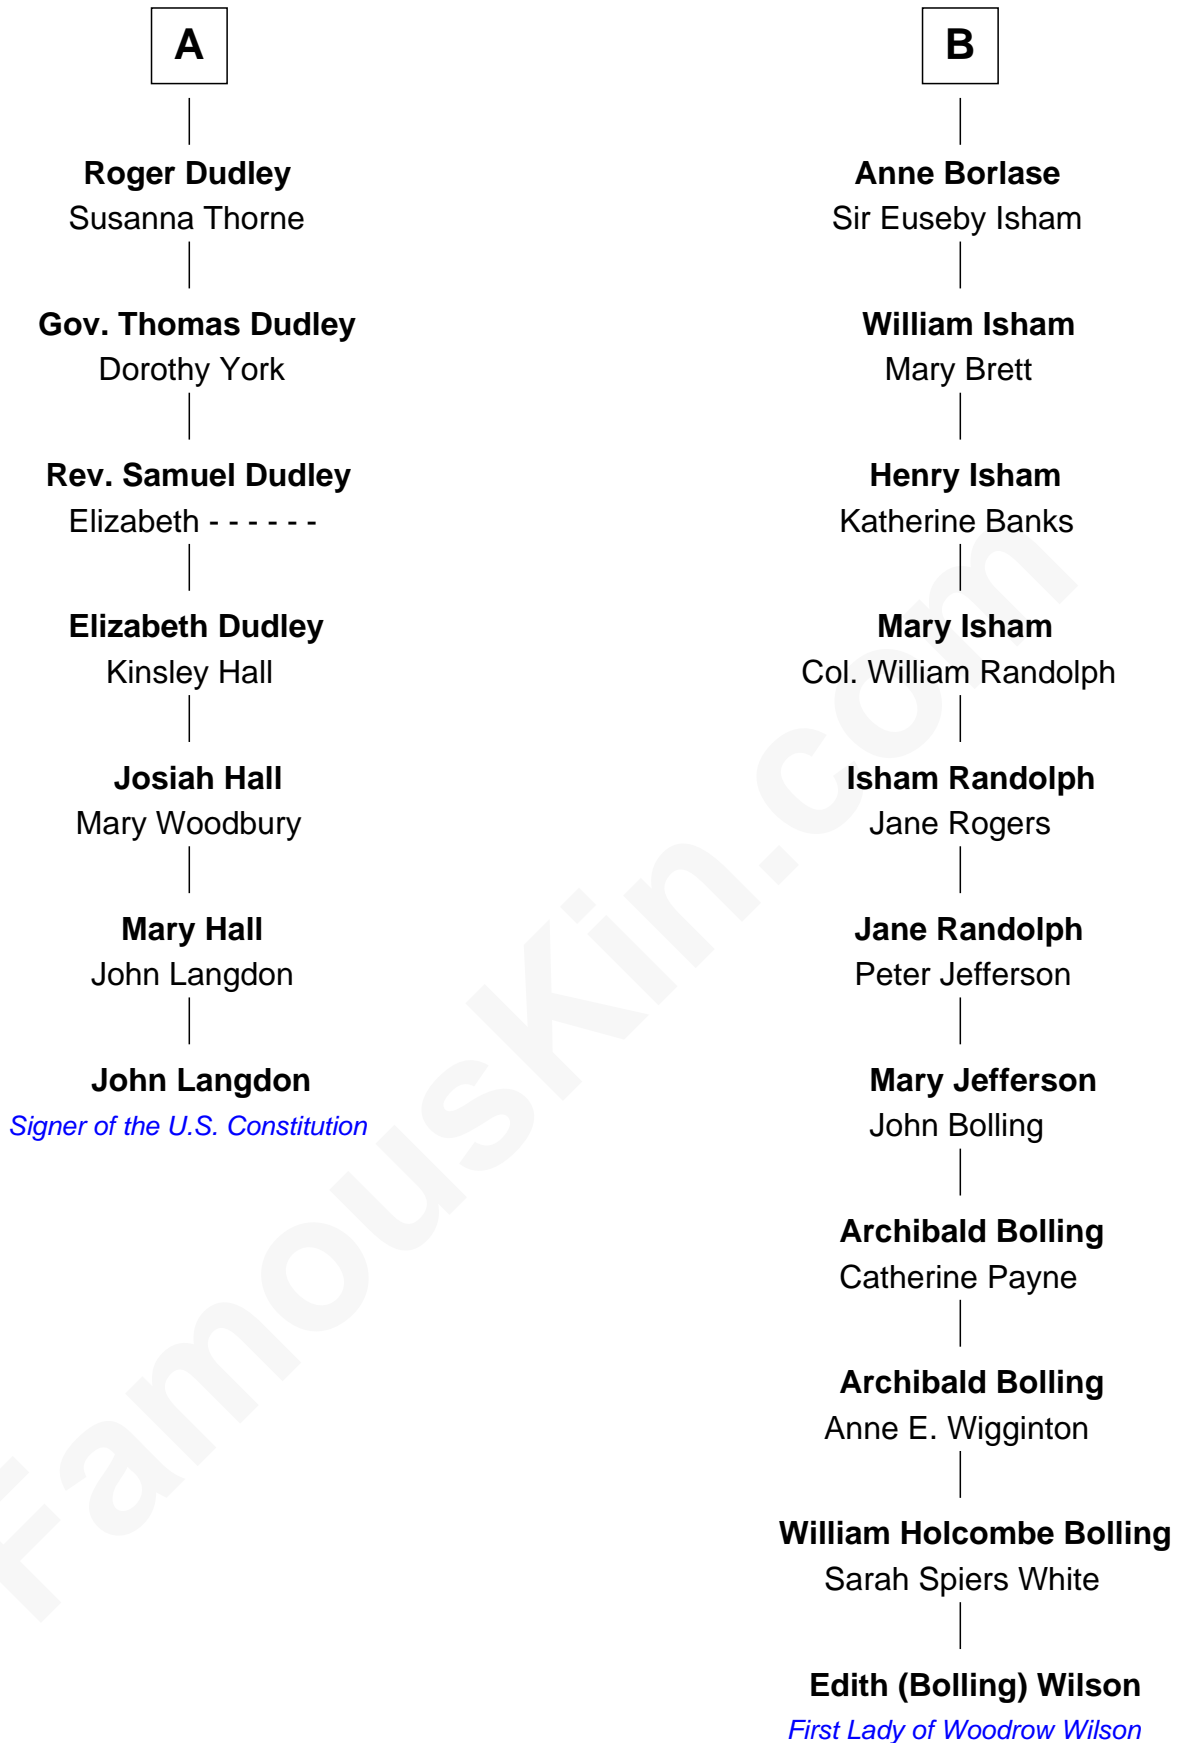 A
Roger Dudley
Susanna Thorne
Gov. Thomas Dudley
Dorothy York
Rev. Samuel Dudley
Elizabeth - - - - - -
Elizabeth Dudley
Kinsley Hall
Josiah Hall
Mary Woodbury
Mary Hall
John Langdon
John Langdon
Signer of the U.S. Constitution
B
Anne Borlase
Sir Euseby Isham
William Isham
Mary Brett
Henry Isham
Katherine Banks
Mary Isham
Col. William Randolph
Isham Randolph
Jane Rogers
Jane Randolph
Peter Jefferson
Mary Jefferson
John Bolling
Archibald Bolling
Catherine Payne
Archibald Bolling
Anne E. Wigginton
William Holcombe Bolling
Sarah Spiers White
Edith (Bolling) Wilson
First Lady of Woodrow Wilson
FamousKin.com